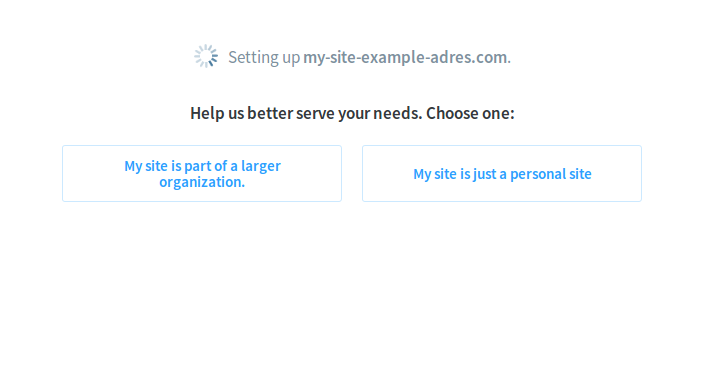 Setting up my-site-example-adres.com.
Help us better serve your needs. Choose one:
My site is part of a larger
organization.
My site is just a personal site